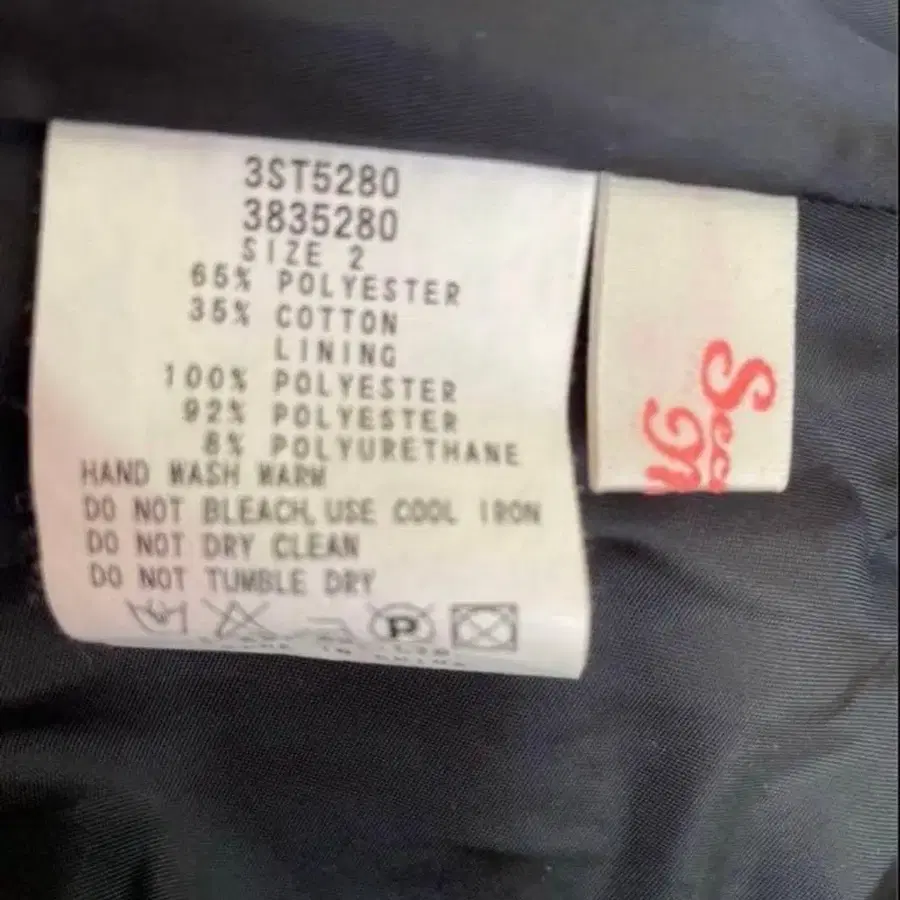 3ST5280
3835280
SIZE 2
65% POLYESTER
35% COTTON
LINING
100% POLYESTER
92% POLYESTER
8% POLYURETHANE
HAND WASH WARM
DO NOT BLEACH, USE COOL IRON
DO NOT DRY CLEAN
DO NOT TUMBLE DRY
P